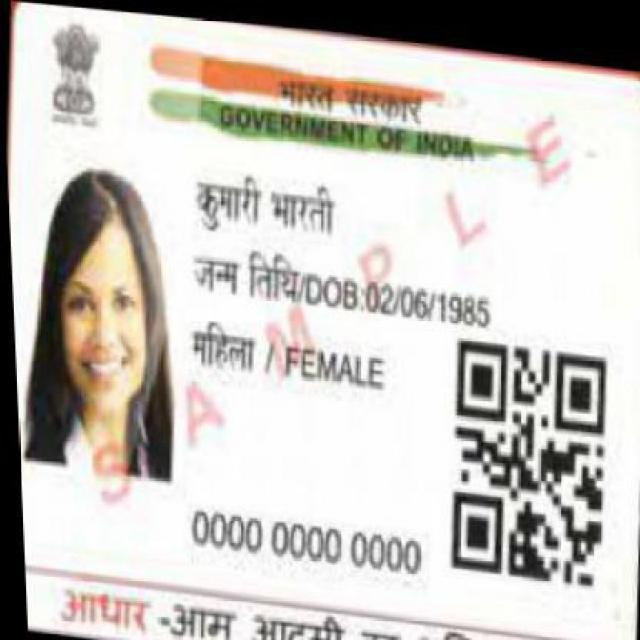 भारत सरकार
GOVERNMENT OF INDIA
कुमारी भारती
जन्म तिथि/DOB:02/06/1985
महिला / FEMALE
0000 0000 0000
SAMPLE
आधार -आम आदमी का